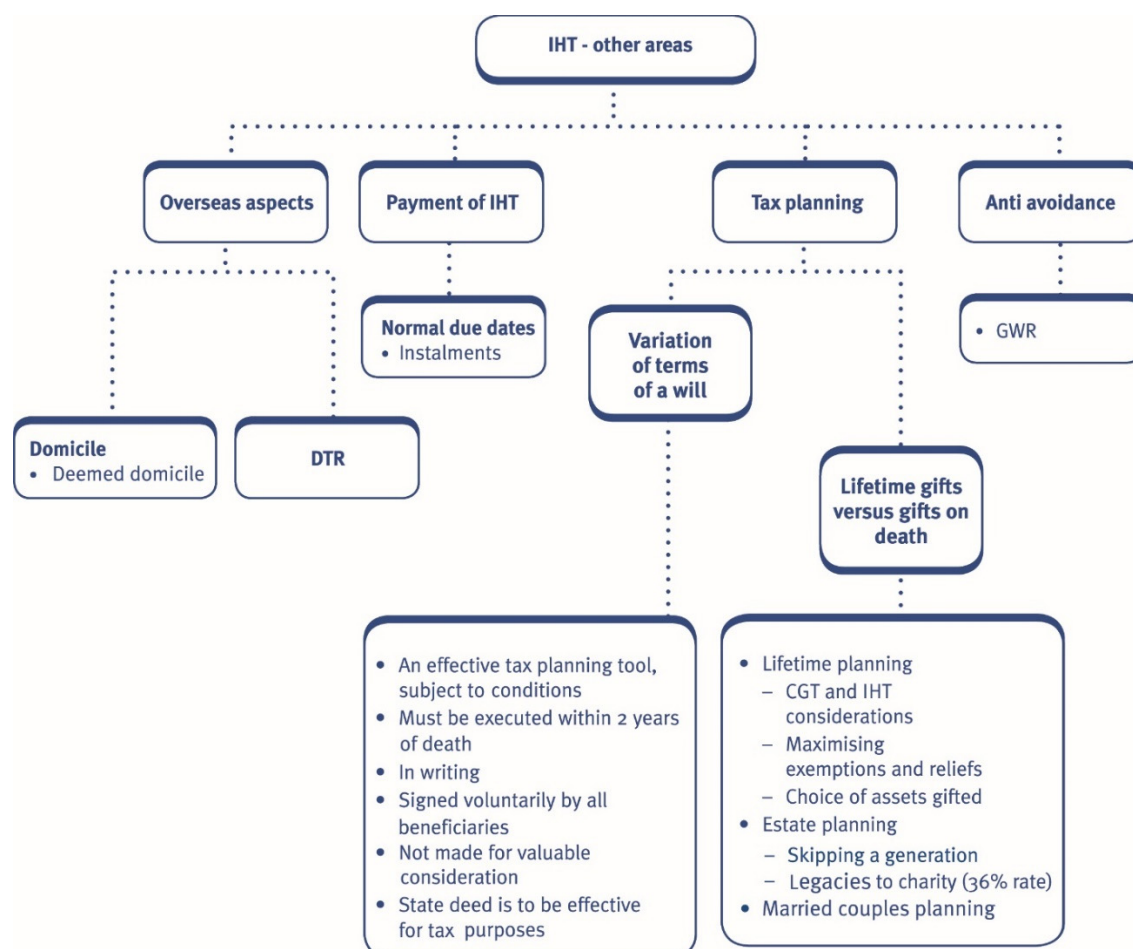 IHT - other areas
Overseas aspects
Payment of IHT
Tax planning
Anti avoidance
Normal due dates
• Instalments
Variation
of terms
of a will
• GWR
Domicile
• Deemed domicile
DTR
Lifetime gifts
versus gifts on
death
• An effective tax planning tool,
subject to conditions
• Must be executed within 2 years
of death
• In writing
• Signed voluntarily by all
beneficiaries
• Not made for valuable
consideration
• State deed is to be effective
for tax purposes
• Lifetime planning
– CGT and IHT
considerations
– Maximising
exemptions and reliefs
– Choice of assets gifted
• Estate planning
– Skipping a generation
– Legacies to charity (36% rate)
• Married couples planning